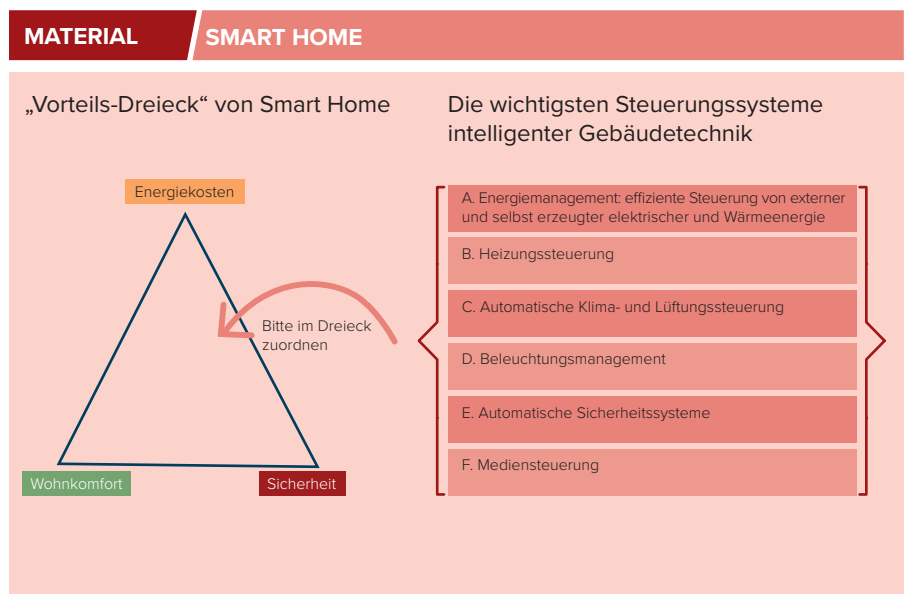 MATERIAL
SMART HOME
„Vorteils-Dreieck“ von Smart Home
Energiekosten
Bitte im Dreieck
zuordnen
Wohnkomfort
Sicherheit
Die wichtigsten Steuerungssysteme
intelligenter Gebäudetechnik
A. Energiemanagement: effiziente Steuerung von externer
und selbst erzeugter elektrischer und Wärmeenergie
B. Heizungssteuerung
C. Automatische Klima- und Lüftungssteuerung
D. Beleuchtungsmanagement
E. Automatische Sicherheitssysteme
F. Mediensteuerung